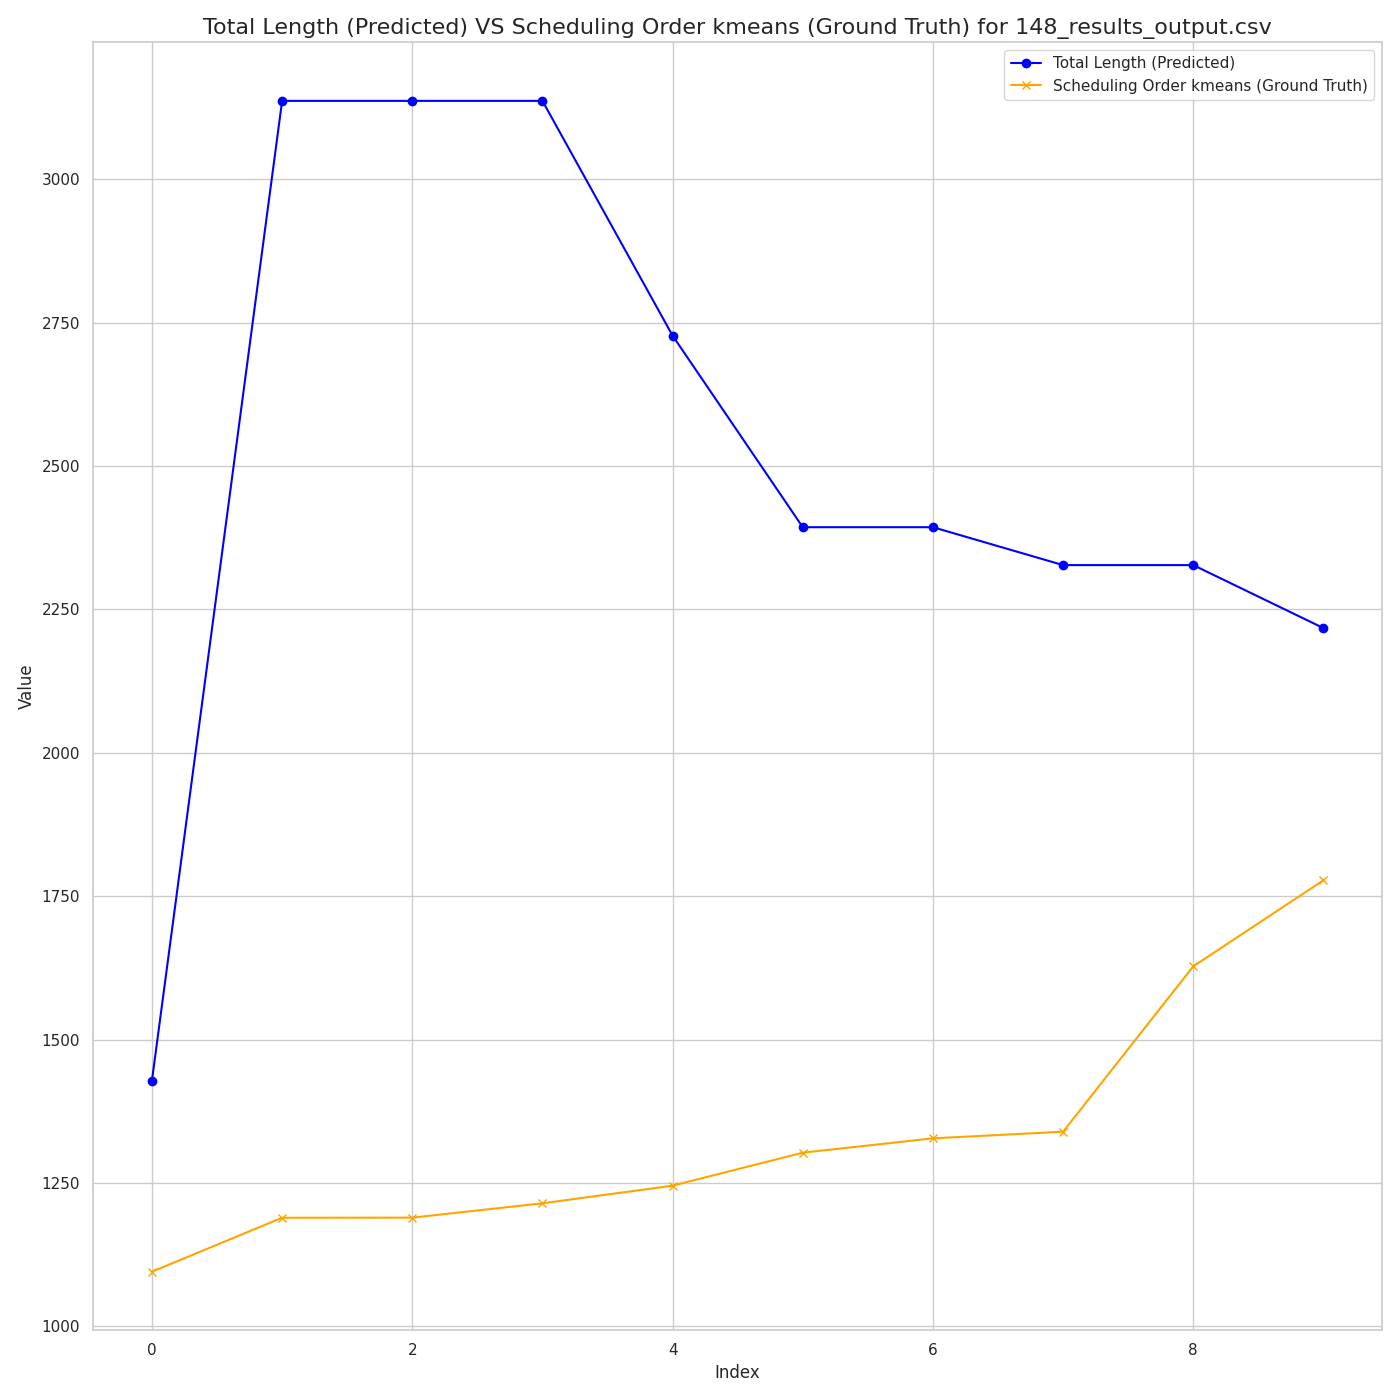 Total Length (Predicted) VS Scheduling Order kmeans (Ground Truth) for 148_results_output.csv
Total Length (Predicted)
Scheduling Order kmeans (Ground Truth)
3000
2750
2500
2250
2000
1750
1500
1250
1000
Value
0 2 4 6 8
Index